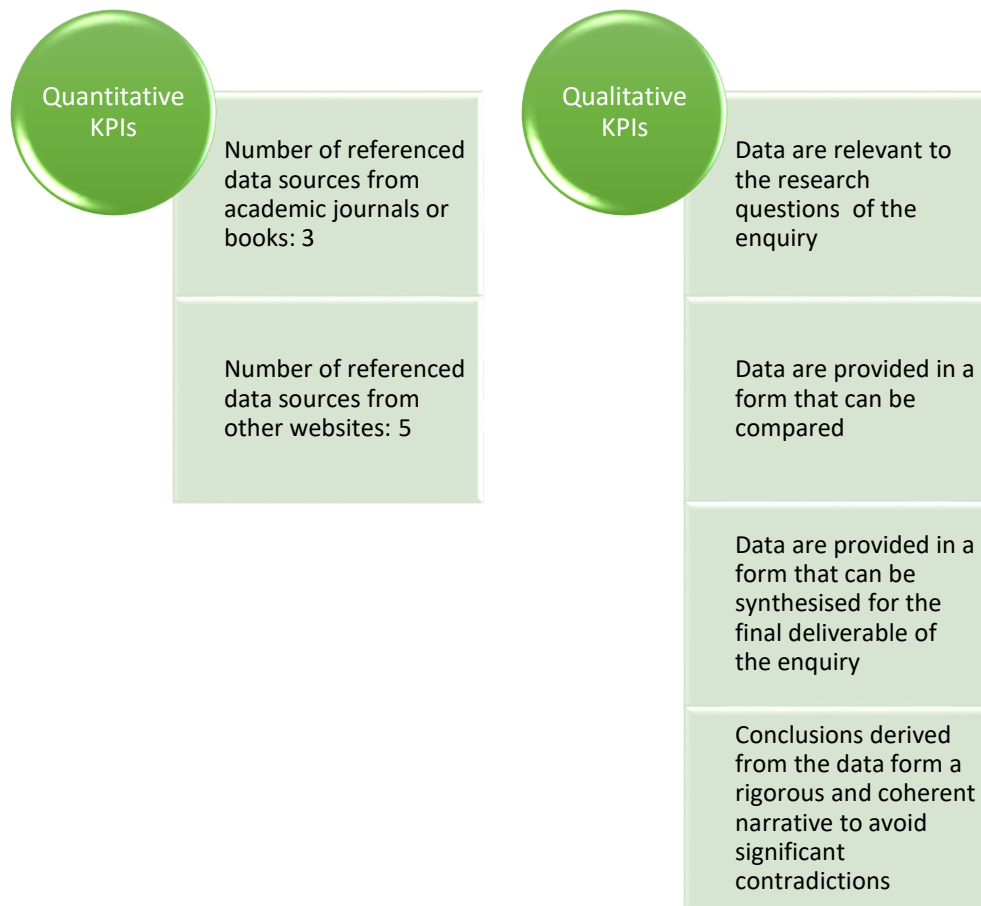 Quantitative
KPIs
Number of referenced
data sources from
academic journals or
books: 3
Number of referenced
data sources from
other websites: 5
Qualitative
KPIs
Data are relevant to
the research
questions  of the
enquiry
Data are provided in a
form that can be
compared
Data are provided in a
form that can be
synthesised for the
final deliverable of
the enquiry
Conclusions derived
from the data form a
rigorous and coherent
narrative to avoid
significant
contradictions